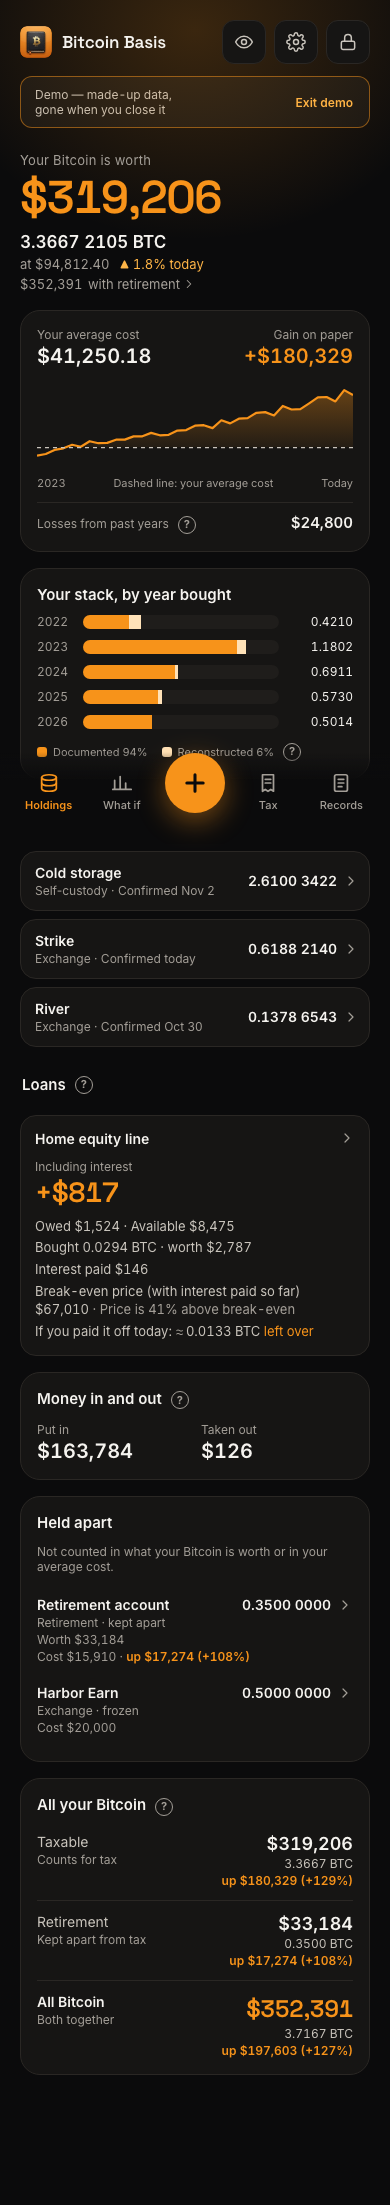 Bitcoin Basis
Demo — made-up data,
gone when you close it
Exit demo
Your Bitcoin is worth
$319,206
3.3667 2105 BTC
at $94,812.40 ▲ 1.8% today
$352,391 with retirement >
Your average cost
Gain on paper
$41,250.18
+$180,329
2023
Dashed line: your average cost
Today
Losses from past years ?
$24,800
Your stack, by year bought
2022 0.4210
2023 1.1802
2024 0.6911
2025 0.5730
2026 0.5014
Documented 94% Reconstructed 6% ?
Holdings
What if
+
Tax
Records
Cold storage
Self-custody · Confirmed Nov 2
2.6100 3422 >
Strike
Exchange · Confirmed today
0.6188 2140 >
River
Exchange · Confirmed Oct 30
0.1378 6543 >
Loans ?
Home equity line >
Including interest
+$817
Owed $1,524 · Available $8,475
Bought 0.0294 BTC · worth $2,787
Interest paid $146
Break-even price (with interest paid so far)
$67,010 · Price is 41% above break-even
If you paid it off today: ≈ 0.0133 BTC left over
Money in and out ?
Put in
Taken out
$163,784
$126
Held apart
Not counted in what your Bitcoin is worth or in your
average cost.
Retirement account
0.3500 0000 >
Retirement · kept apart
Worth $33,184
Cost $15,910 · up $17,274 (+108%)
Harbor Earn
0.5000 0000 >
Exchange · frozen
Cost $20,000
All your Bitcoin ?
Taxable
$319,206
Counts for tax
3.3667 BTC
up $180,329 (+129%)
Retirement
$33,184
Kept apart from tax
0.3500 BTC
up $17,274 (+108%)
All Bitcoin
$352,391
Both together
3.7167 BTC
up $197,603 (+127%)